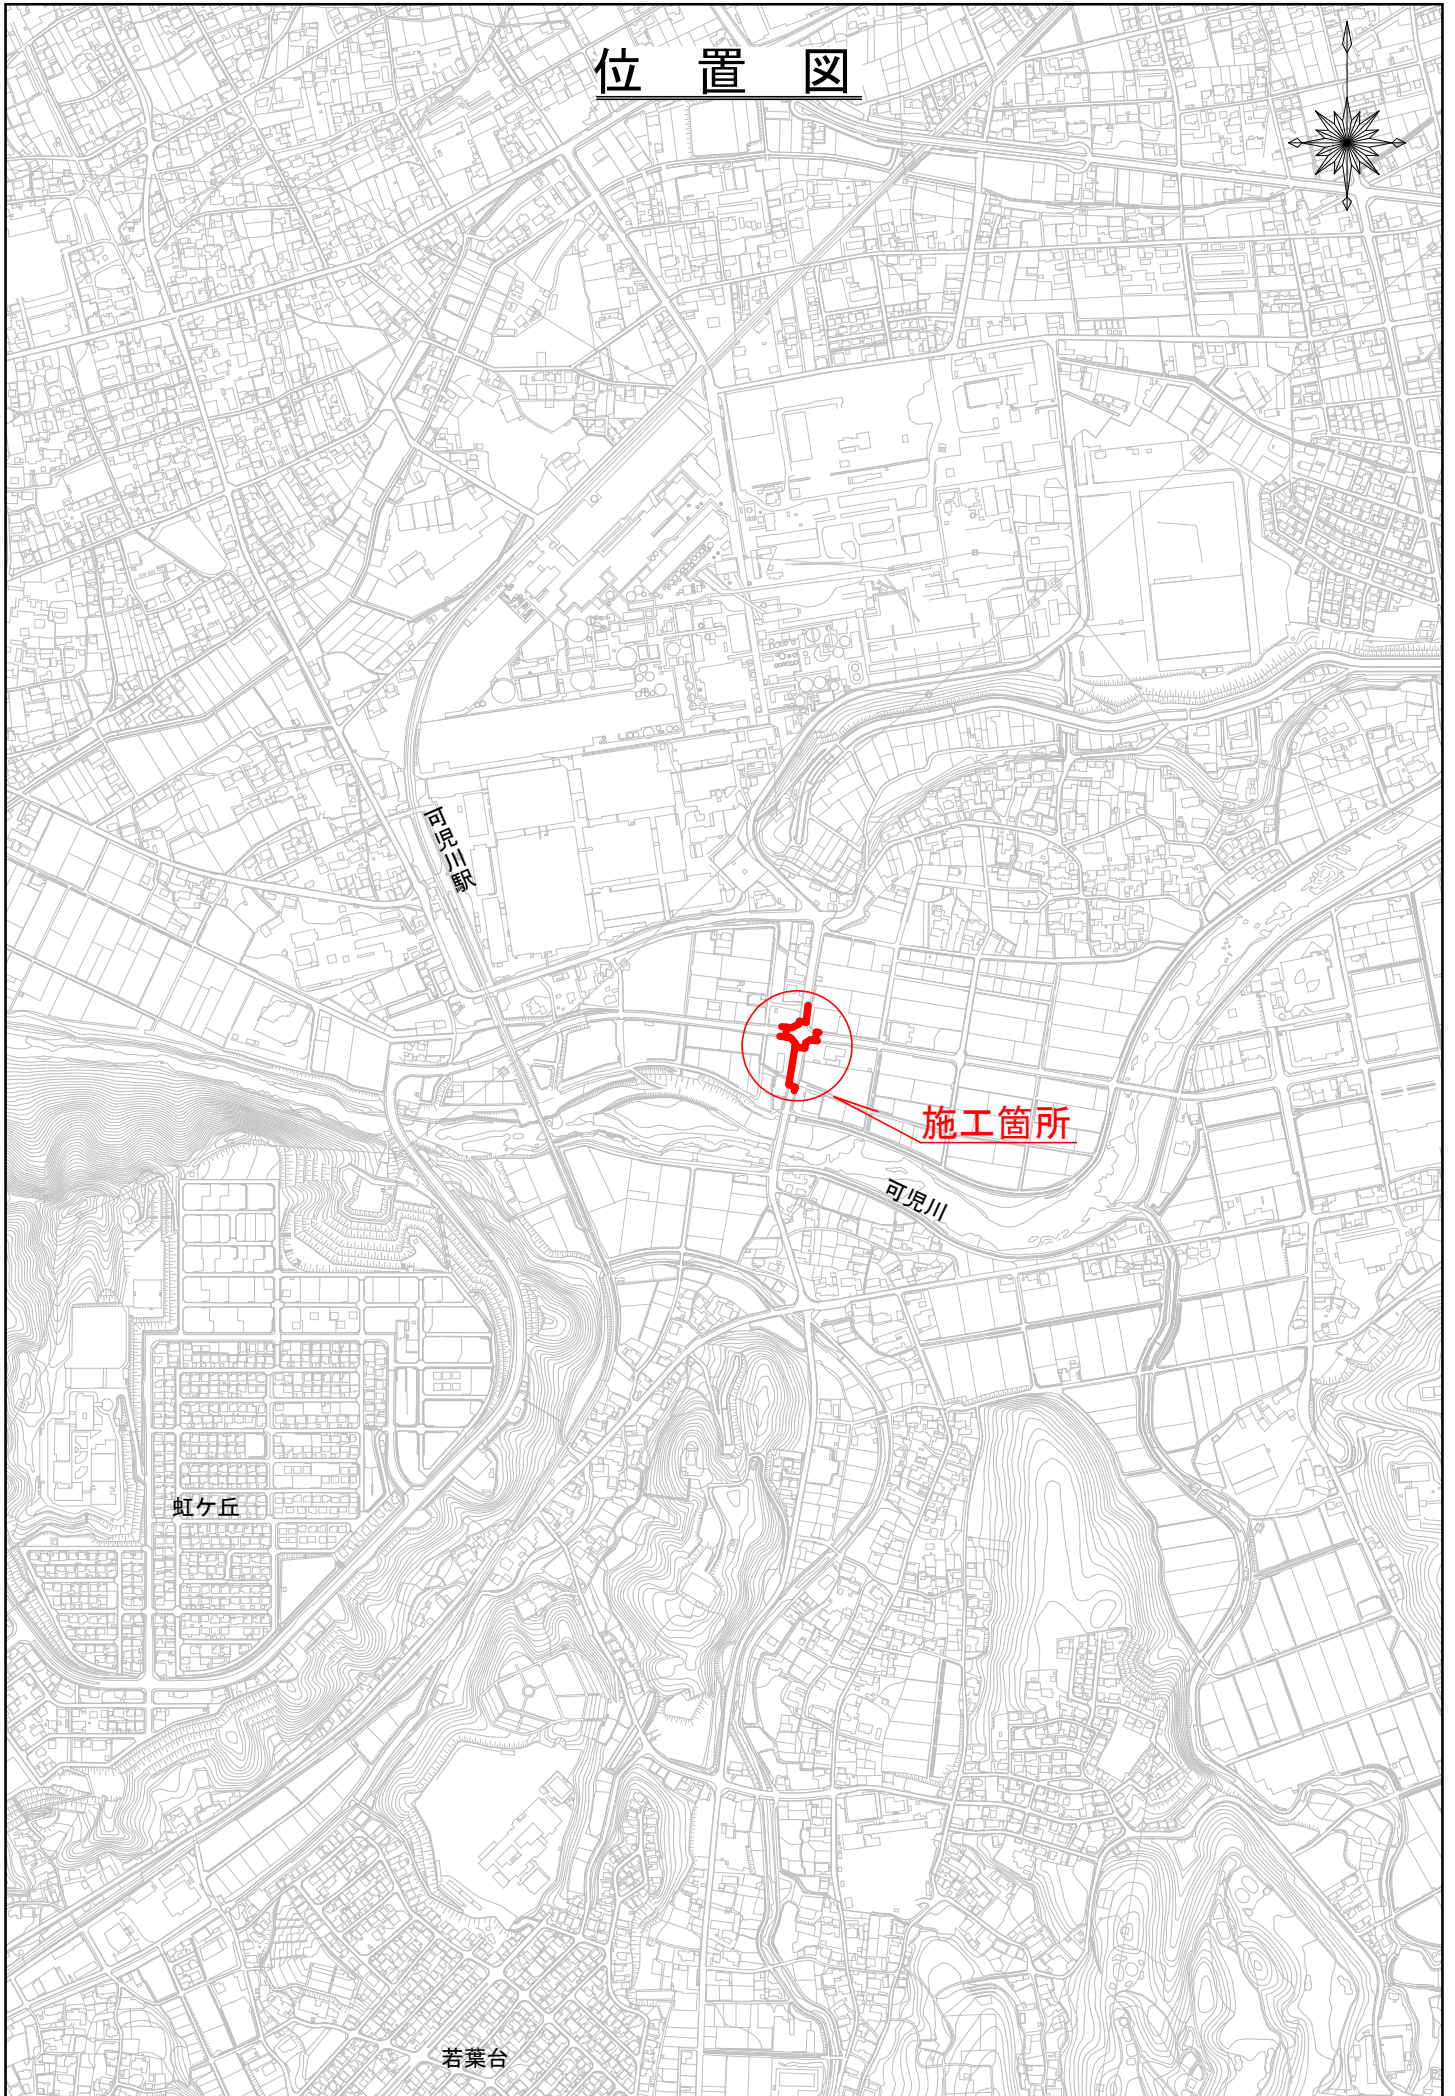 位置図
可児川駅
施工箇所
可児川
虹ケ丘
若葉台